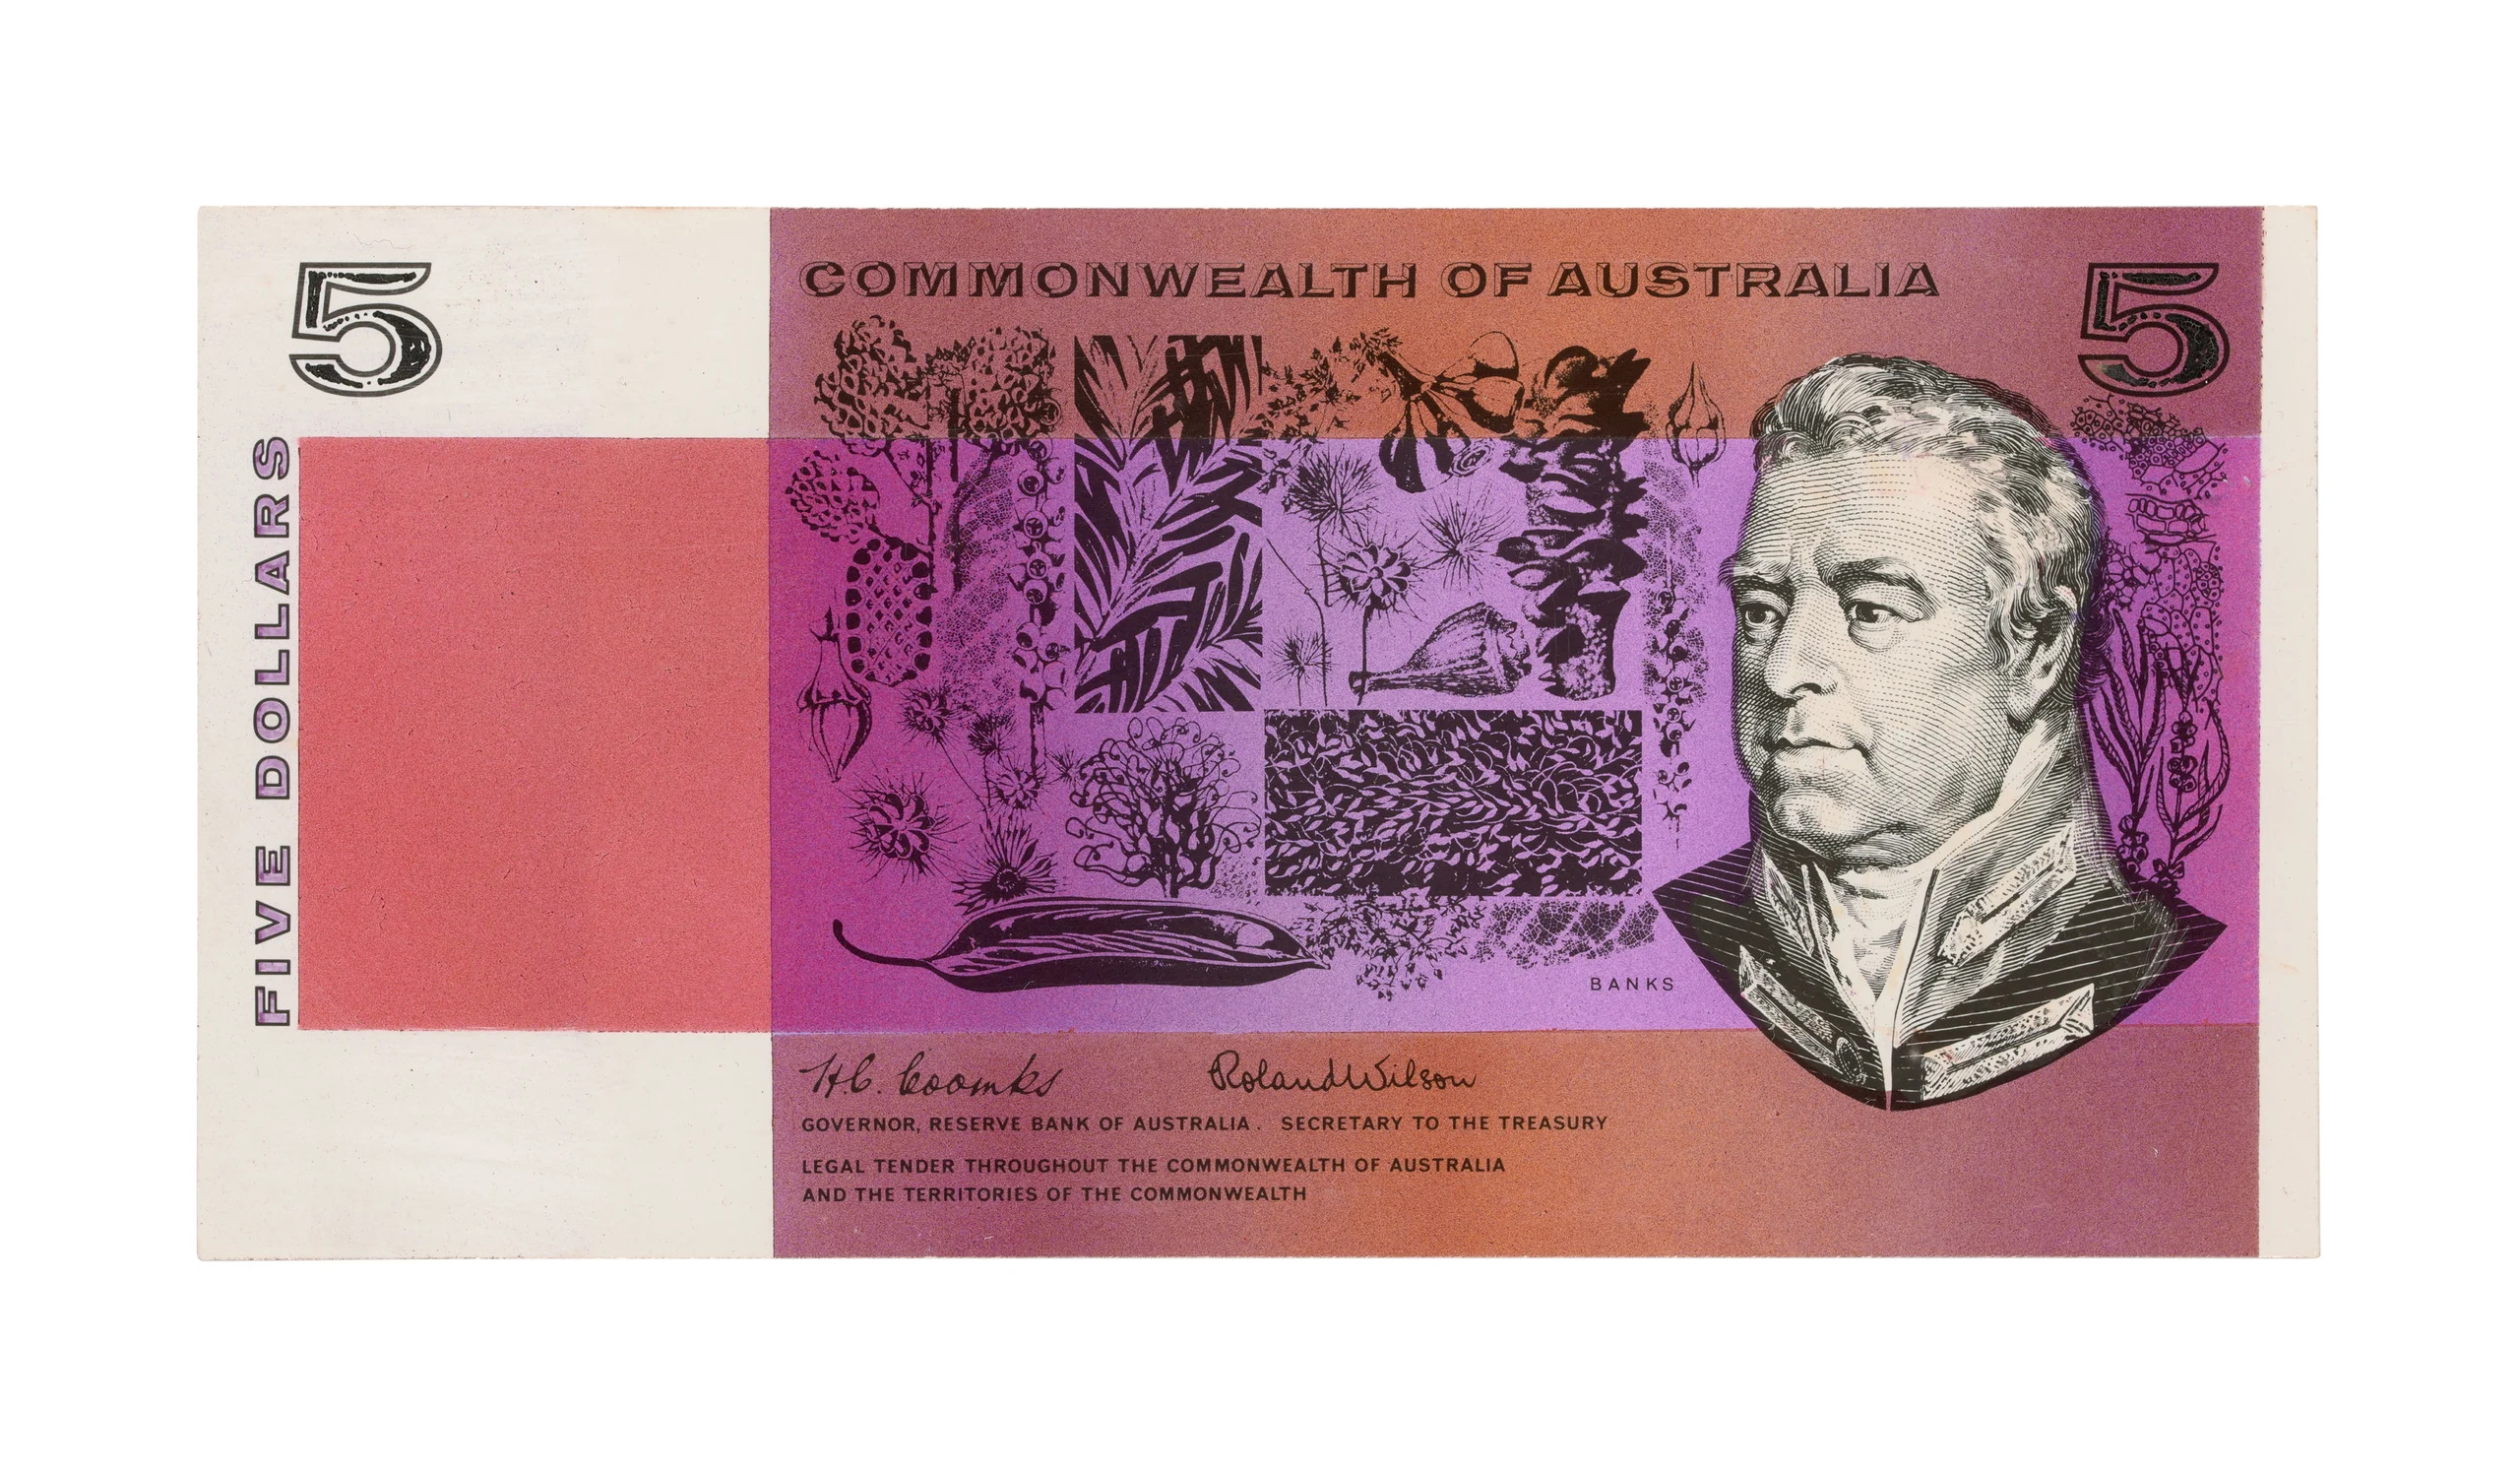 5
COMMONWEALTH OF AUSTRALIA
5
FIVE DOLLARS
BANKS
H.C. Coombs
Roland Wilson
GOVERNOR, RESERVE BANK OF AUSTRALIA. SECRETARY TO THE TREASURY
LEGAL TENDER THROUGHOUT THE COMMONWEALTH OF AUSTRALIA
AND THE TERRITORIES OF THE COMMONWEALTH